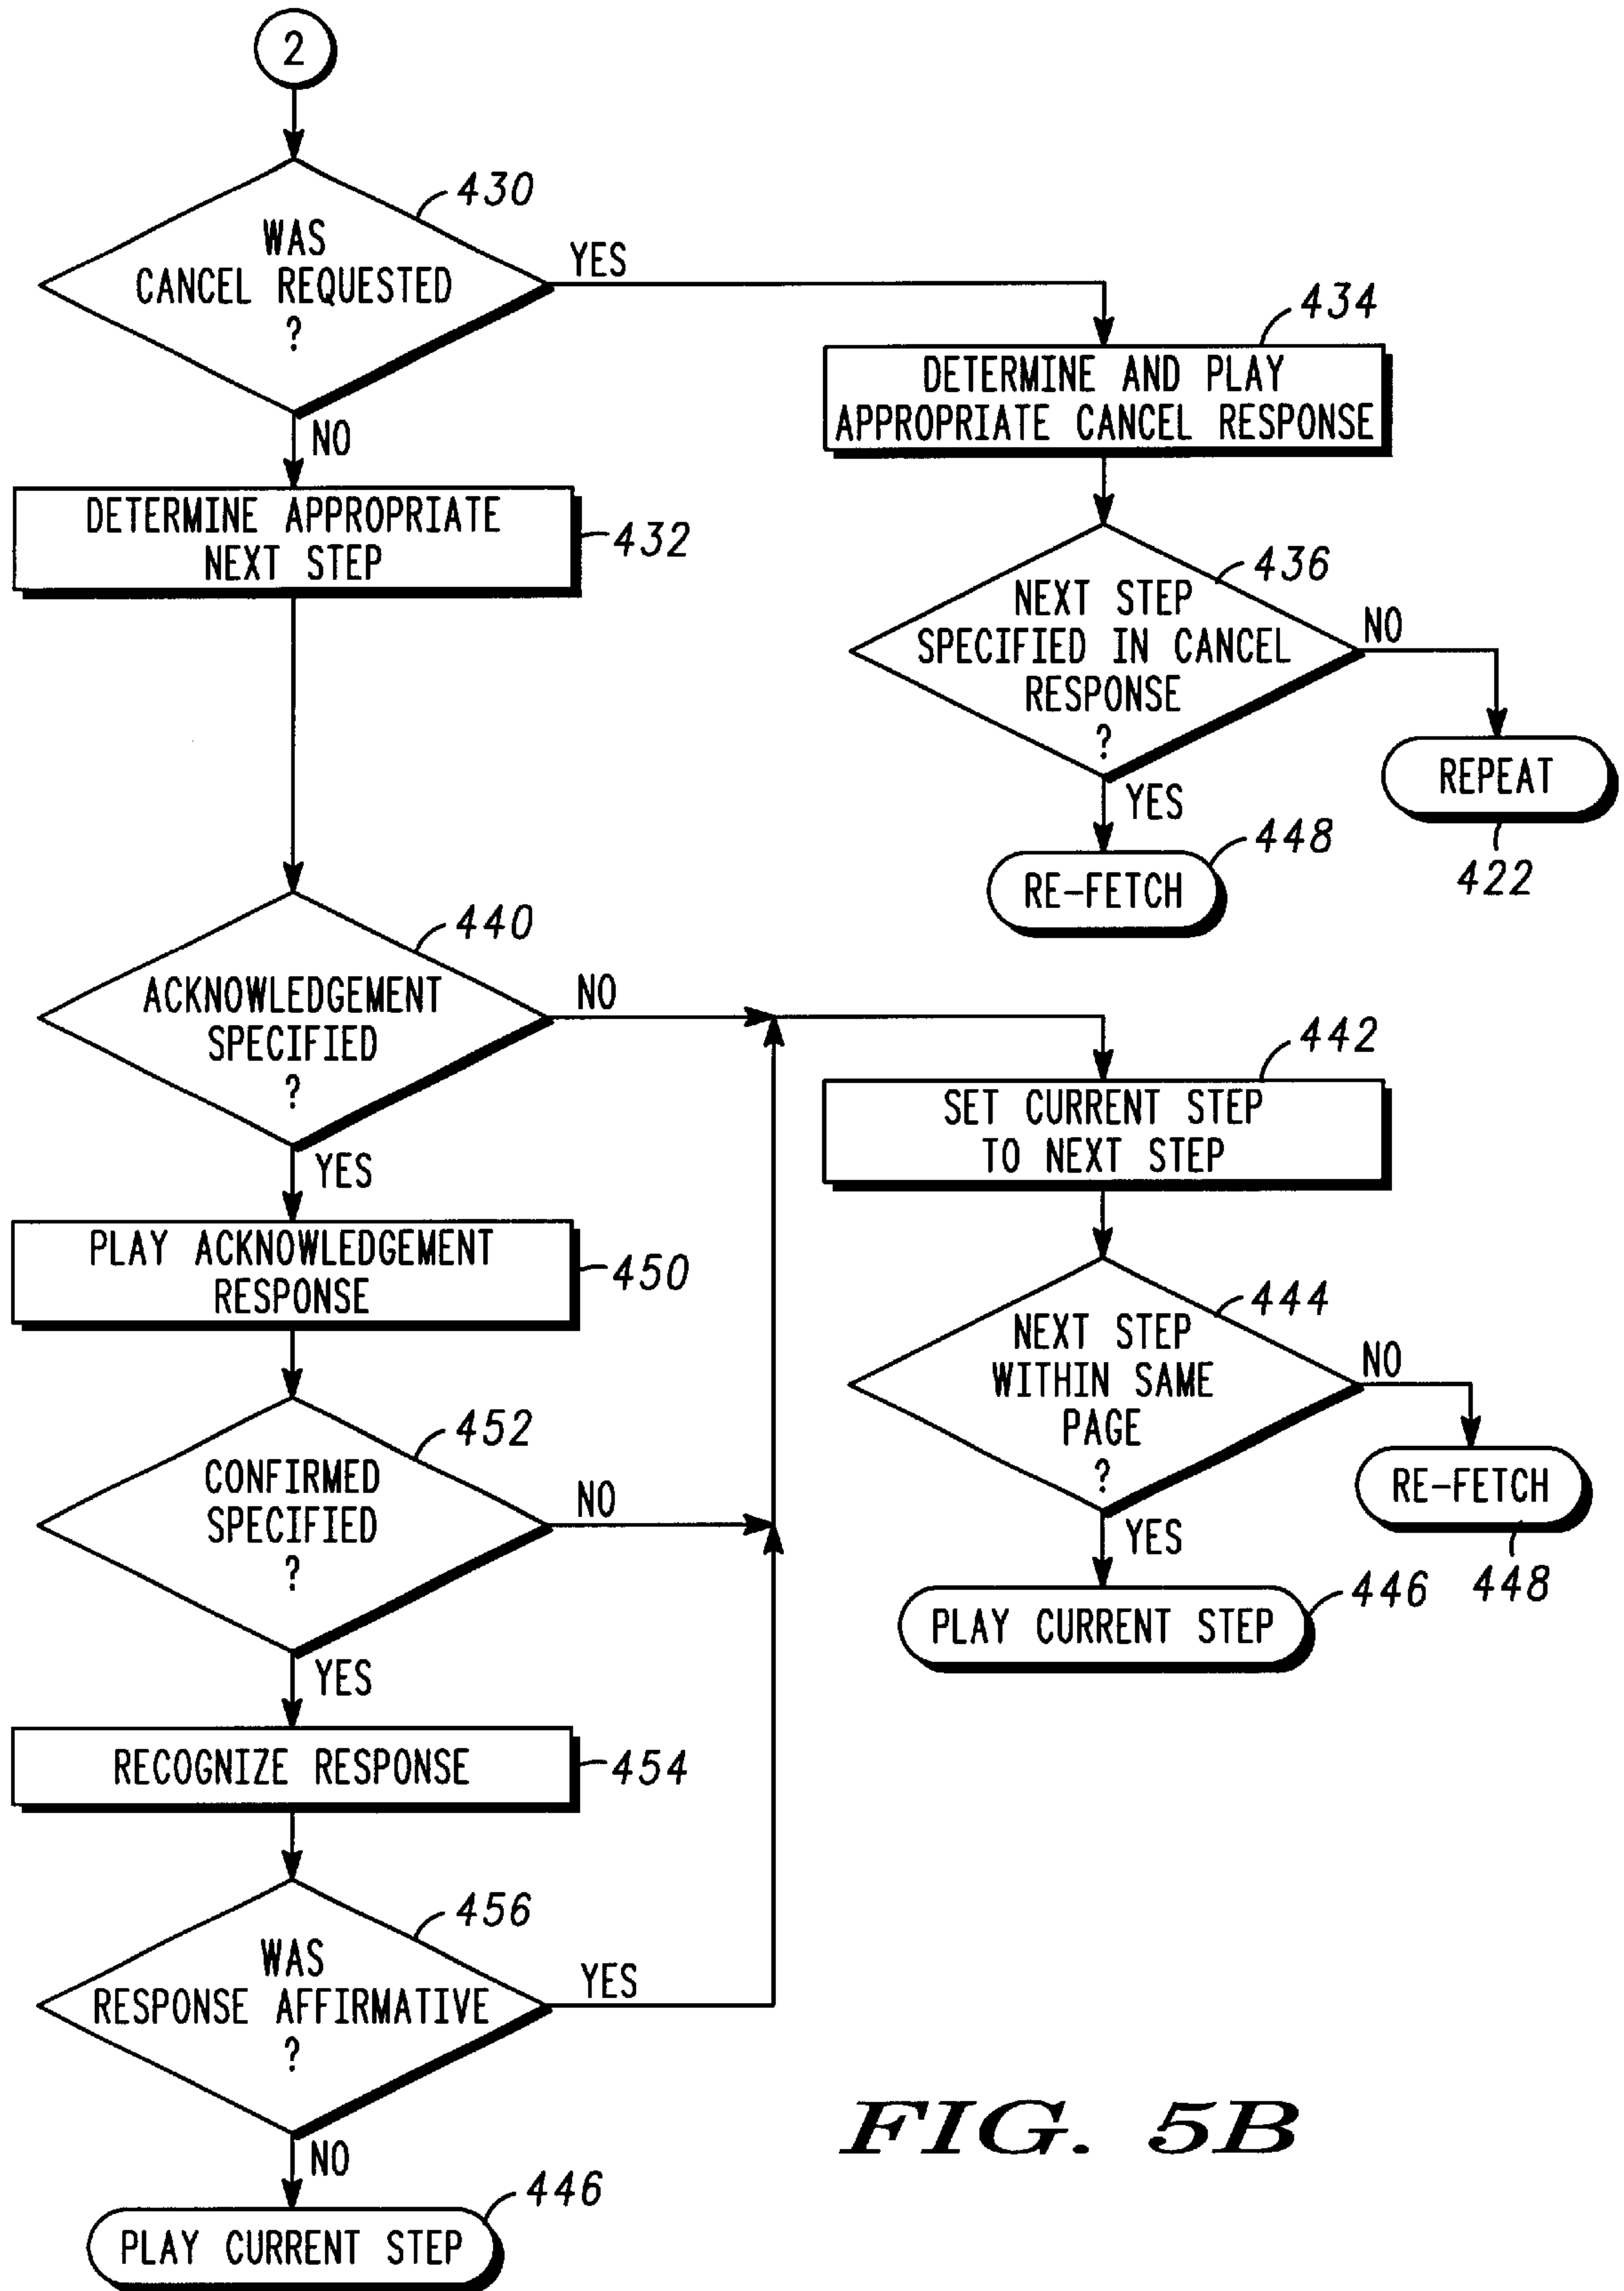 2
430
WAS
CANCEL REQUESTED
?
YES
NO
434
DETERMINE AND PLAY
APPROPRIATE CANCEL RESPONSE
DETERMINE APPROPRIATE
NEXT STEP
432
436
NEXT STEP
SPECIFIED IN CANCEL
RESPONSE
?
NO
REPEAT
422
YES
RE-FETCH
448
440
ACKNOWLEDGEMENT
SPECIFIED
?
NO
YES
442
SET CURRENT STEP
TO NEXT STEP
PLAY ACKNOWLEDGEMENT
RESPONSE
450
444
NEXT STEP
WITHIN SAME
PAGE
?
NO
RE-FETCH
448
YES
PLAY CURRENT STEP
446
452
CONFIRMED
SPECIFIED
?
NO
YES
RECOGNIZE RESPONSE
454
456
WAS
RESPONSE AFFIRMATIVE
?
YES
NO
446
PLAY CURRENT STEP
FIG. 5B